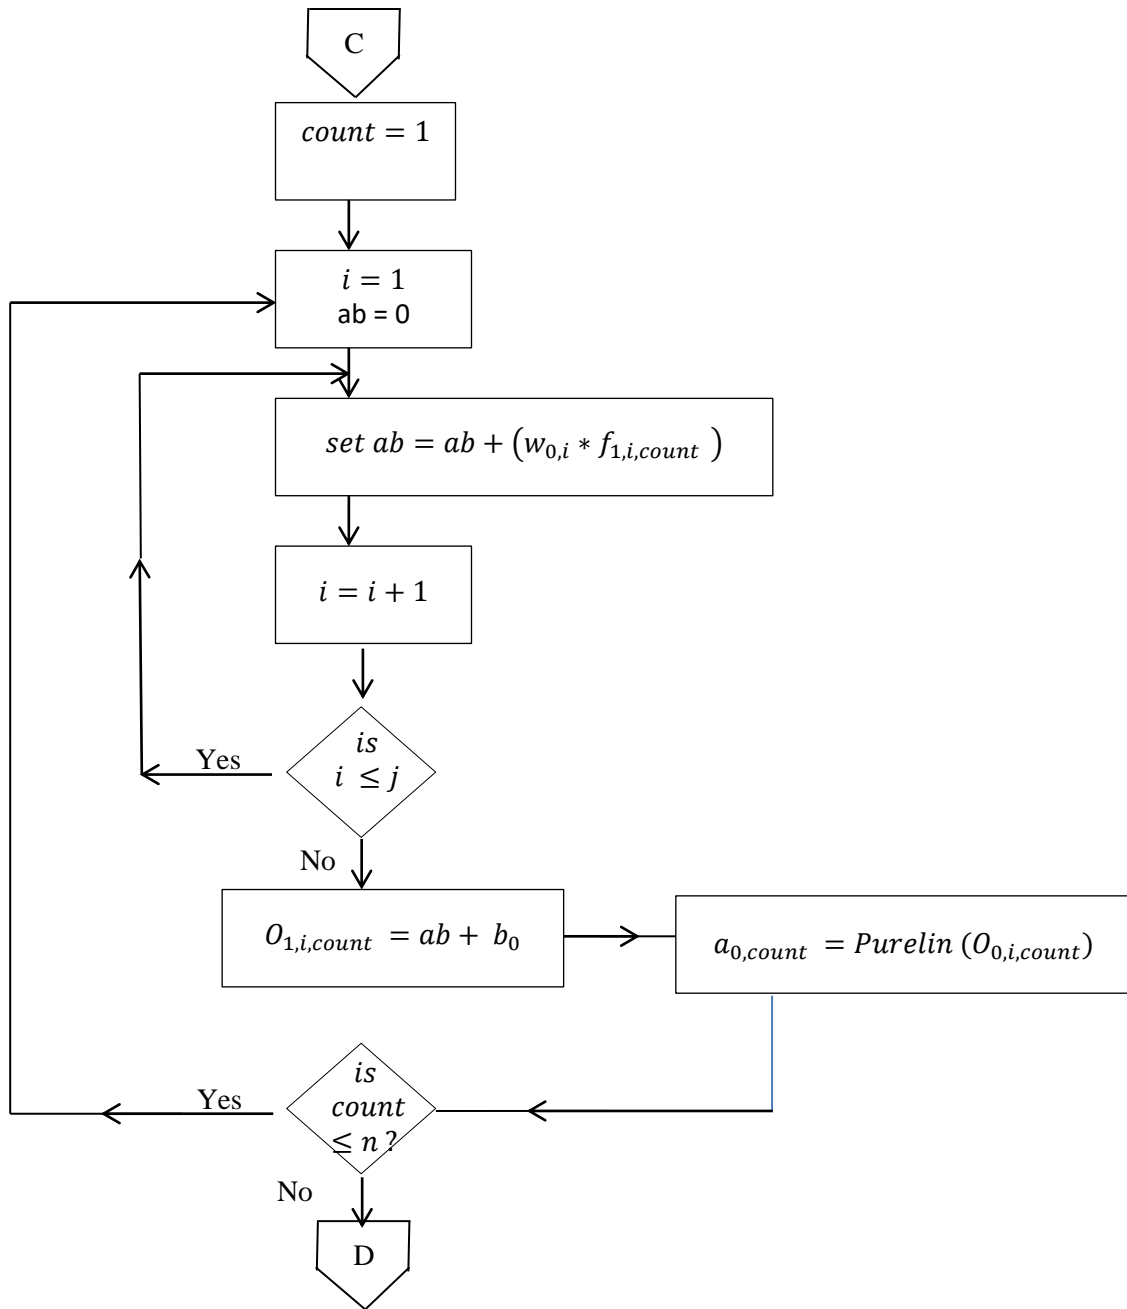 C
𝑐𝑜𝑢𝑛𝑡 = 1
𝑖 = 1
ab = 0
𝑠𝑒𝑡 𝑎𝑏 = 𝑎𝑏 + (𝑤₀,ᵢ ∗ 𝑓₁,ᵢ,𝑐𝑜𝑢𝑛𝑡 )
𝑖 = 𝑖 + 1
𝑖𝑠
𝑖 ≤ 𝑗
Yes
No
𝑂₁,ᵢ,𝑐𝑜𝑢𝑛𝑡 = 𝑎𝑏 + 𝑏₀
𝑎₀,𝑐𝑜𝑢𝑛𝑡 = 𝑃𝑢𝑟𝑒𝑙𝑖𝑛 (𝑂₀,ᵢ,𝑐𝑜𝑢𝑛𝑡)
𝑖𝑠
𝑐𝑜𝑢𝑛𝑡
≤ 𝑛 ?
Yes
No
D